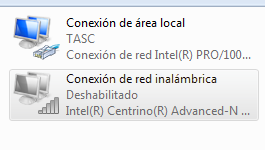 Conexión de área local
TASC
Conexión de red Intel(R) PRO/100...
Conexión de red inalámbrica
Deshabilitado
Intel(R) Centrino(R) Advanced-N ...